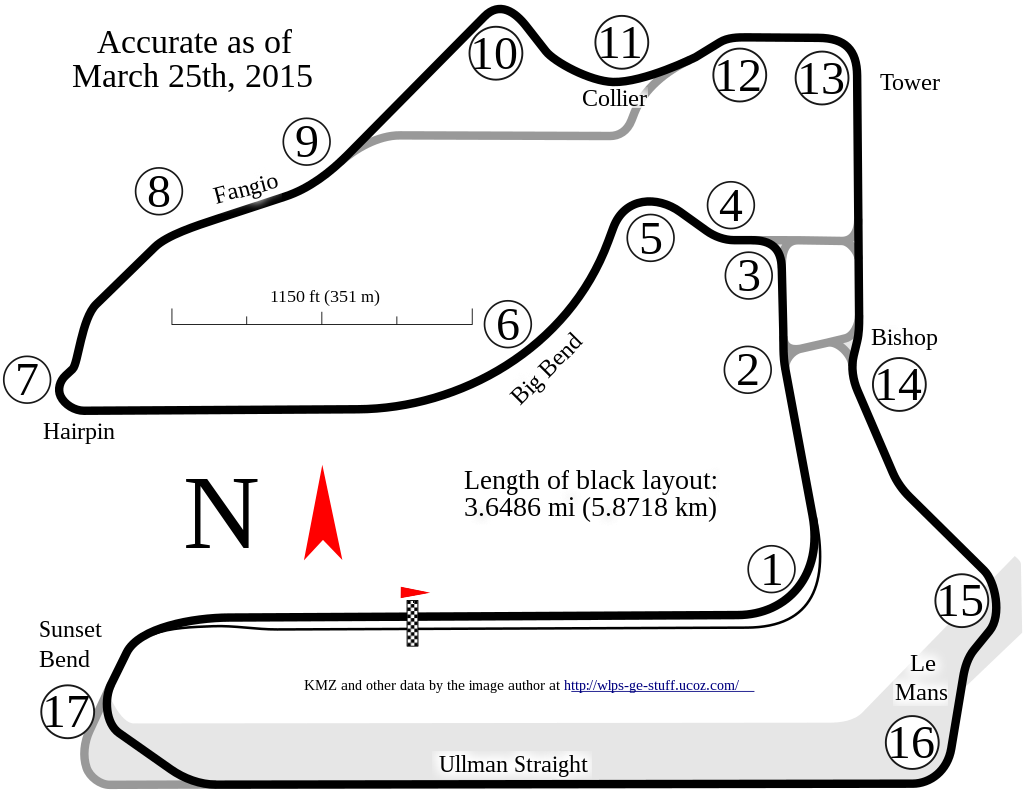 Accurate as of
March 25th, 2015
10
11
12
13
Collier
Tower
9
8
Fangio
4
5
3
1150 ft (351 m)
6
Big Bend
2
Bishop
14
7
Hairpin
N
Length of black layout:
3.6486 mi (5.8718 km)
1
15
Sunset
Bend
Le
Mans
KMZ and other data by the image author at http://wlps-ge-stuff.ucoz.com/
17
16
Ullman Straight